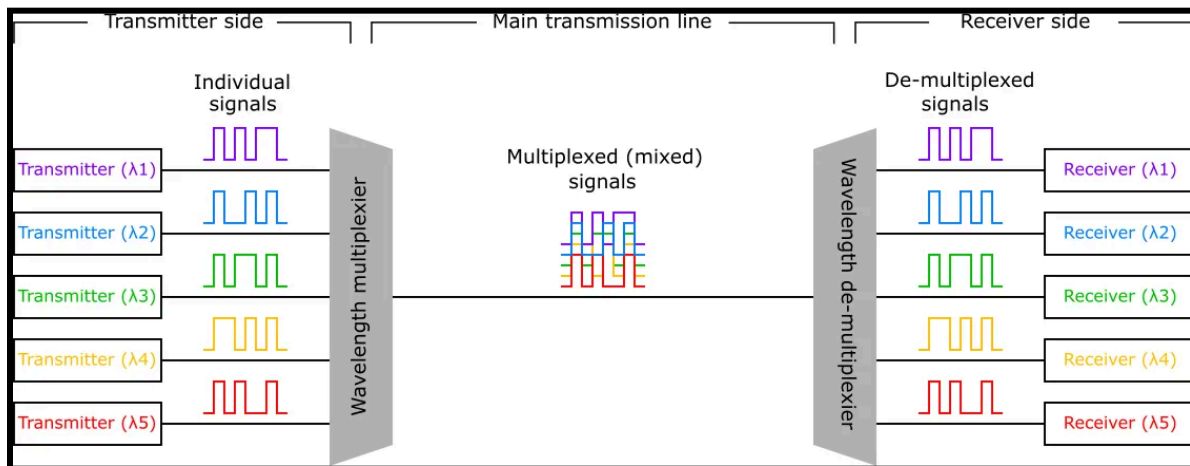 Transmitter side
Main transmission line
Receiver side
Individual
signals
De-multiplexed
signals
Multiplexed (mixed)
signals
Transmitter (λ1)
Transmitter (λ2)
Transmitter (λ3)
Transmitter (λ4)
Transmitter (λ5)
Wavelength multiplexier
Wavelength de-multiplexier
Receiver (λ1)
Receiver (λ2)
Receiver (λ3)
Receiver (λ4)
Receiver (λ5)